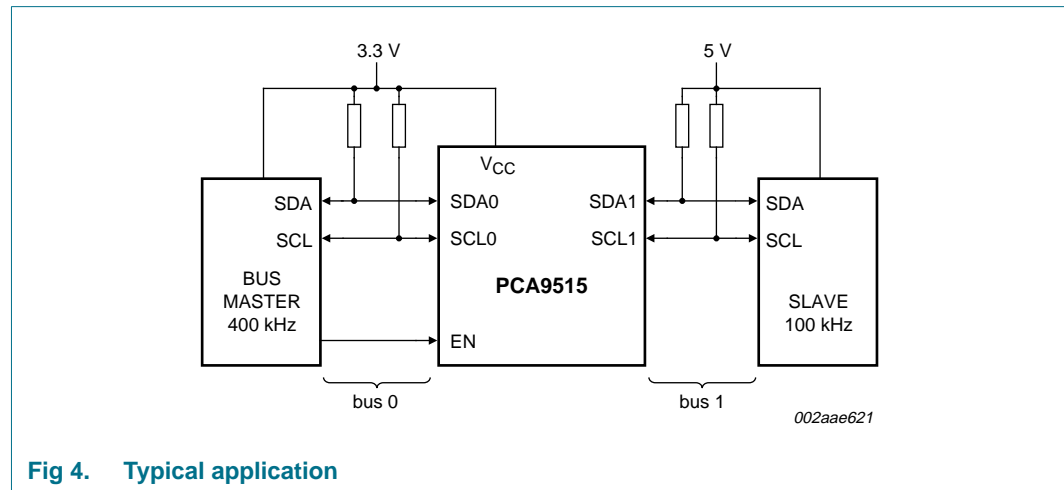 3.3 V
5 V
VCC
SDA
SDA0
SDA1
SDA
SCL
SCL0
SCL1
SCL
BUS
MASTER
400 kHz
PCA9515
SLAVE
100 kHz
EN
bus 0
bus 1
002aae621
Fig 4. Typical application